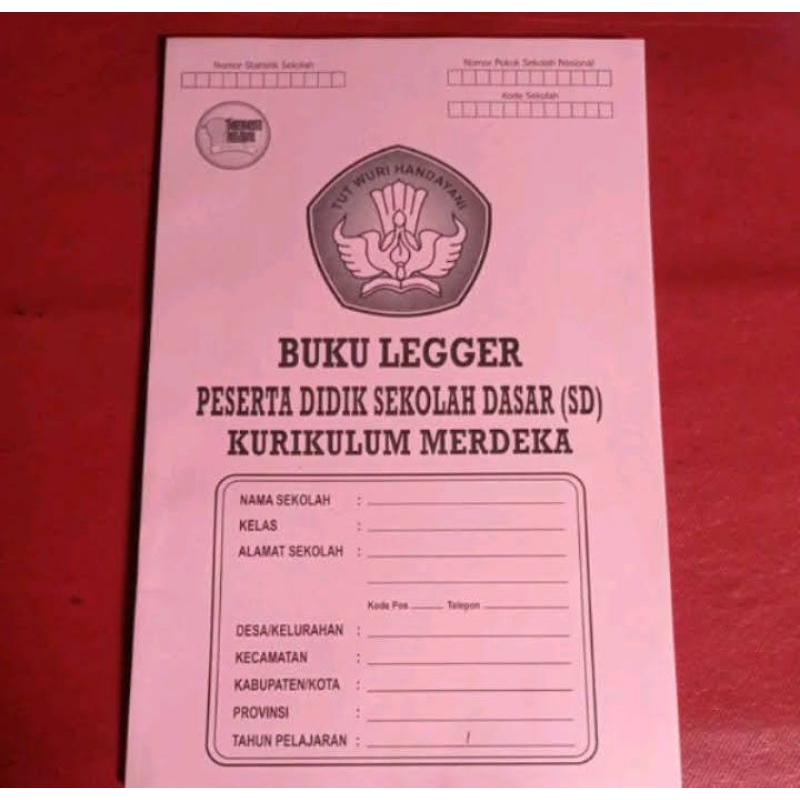 Nomor Statistik Sekolah
Nomor Pokok Sekolah Nasional
Kode Sekolah
TUT WURI HANDAYANI
BUKU LEGGER
PESERTA DIDIK SEKOLAH DASAR (SD)
KURIKULUM MERDEKA
NAMA SEKOLAH :
KELAS :
ALAMAT SEKOLAH :
Kode Pos Telepon
DESA/KELURAHAN :
KECAMATAN :
KABUPATEN/KOTA :
PROVINSI :
TAHUN PELAJARAN : /